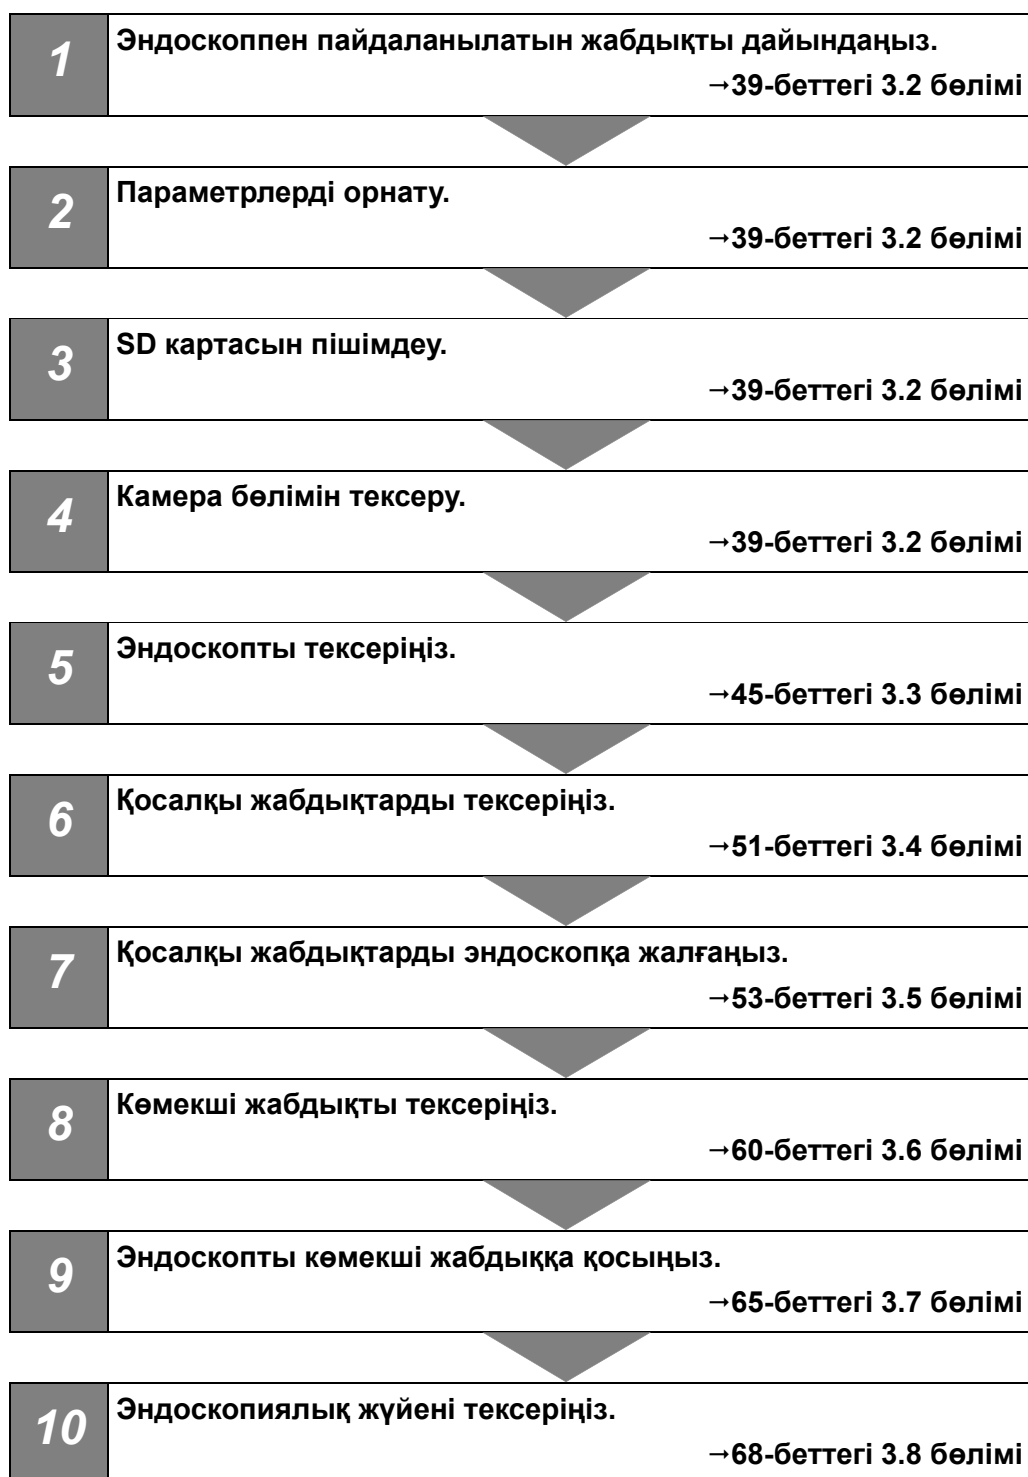 1
Эндоскоппен пайдаланылатын жабдықты дайындаңыз.
→39-беттегі 3.2 бөлімі
2
Параметрлерді орнату.
→39-беттегі 3.2 бөлімі
3
SD картасын пішімдеу.
→39-беттегі 3.2 бөлімі
4
Камера бөлімін тексеру.
→39-беттегі 3.2 бөлімі
5
Эндоскопты тексеріңіз.
→45-беттегі 3.3 бөлімі
6
Қосалқы жабдықтарды тексеріңіз.
→51-беттегі 3.4 бөлімі
7
Қосалқы жабдықтарды эндоскопқа жалғаңыз.
→53-беттегі 3.5 бөлімі
8
Көмекші жабдықты тексеріңіз.
→60-беттегі 3.6 бөлімі
9
Эндоскопты көмекші жабдыққа қосыңыз.
→65-беттегі 3.7 бөлімі
10
Эндоскопиялық жүйені тексеріңіз.
→68-беттегі 3.8 бөлімі